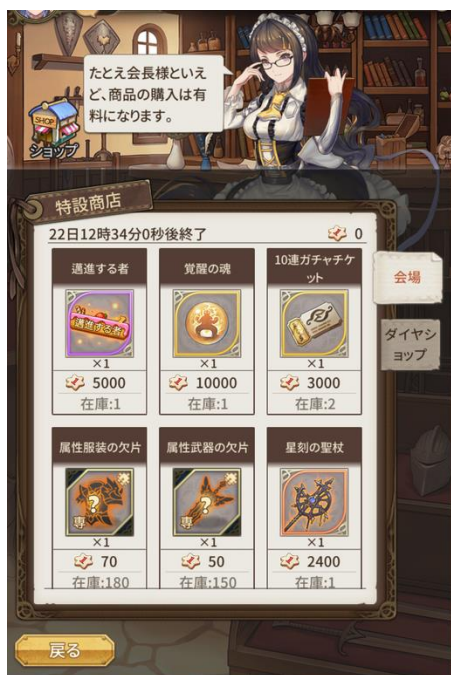 たとえ会長様といえ
ど、商品の購入は有
料になります。
SHOP
ショップ
特設商店
22日12時34分0秒後終了
0
会場
ダイヤシ
ョップ
邁進する者
覚醒の魂
10連ガチャチケ
ット
邁進する者
×1
×1
×1
5000
10000
3000
在庫:1
在庫:1
在庫:2
属性服装の欠片
属性武器の欠片
星刻の聖杖
?
専
?
専
×1
×1
×1
70
50
2400
在庫:180
在庫:150
在庫:1
戻る